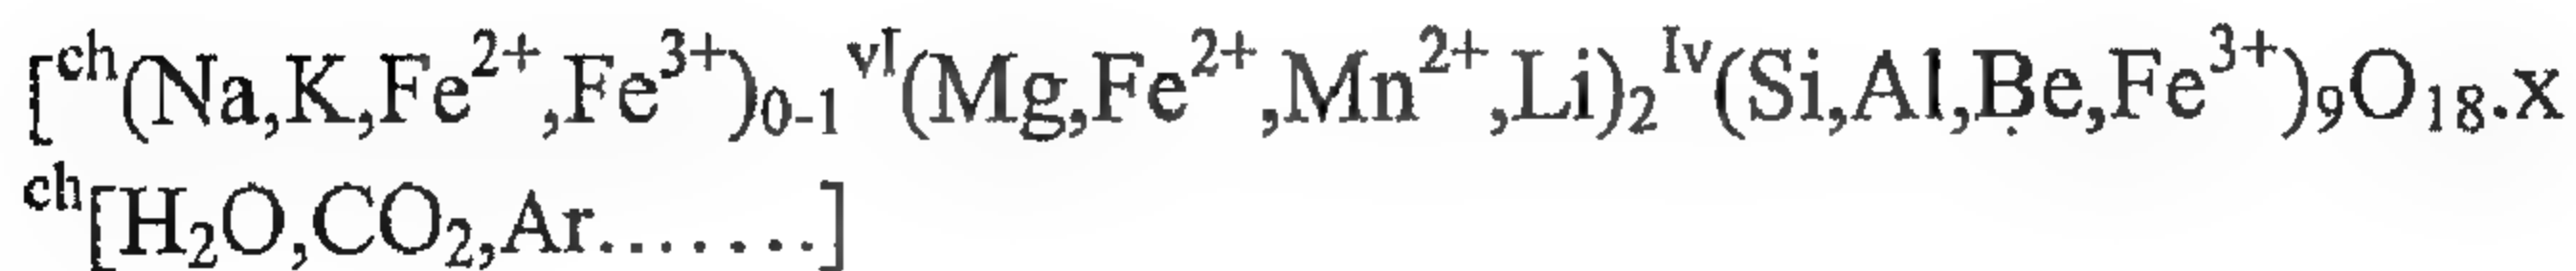 [ch(Na,K,Fe2+,Fe3+)0-1 vI(Mg,Fe2+,Mn2+,Li)2 Iv(Si,Al,Be,Fe3+)9O18.x
ch[H2O,CO2,Ar.......]